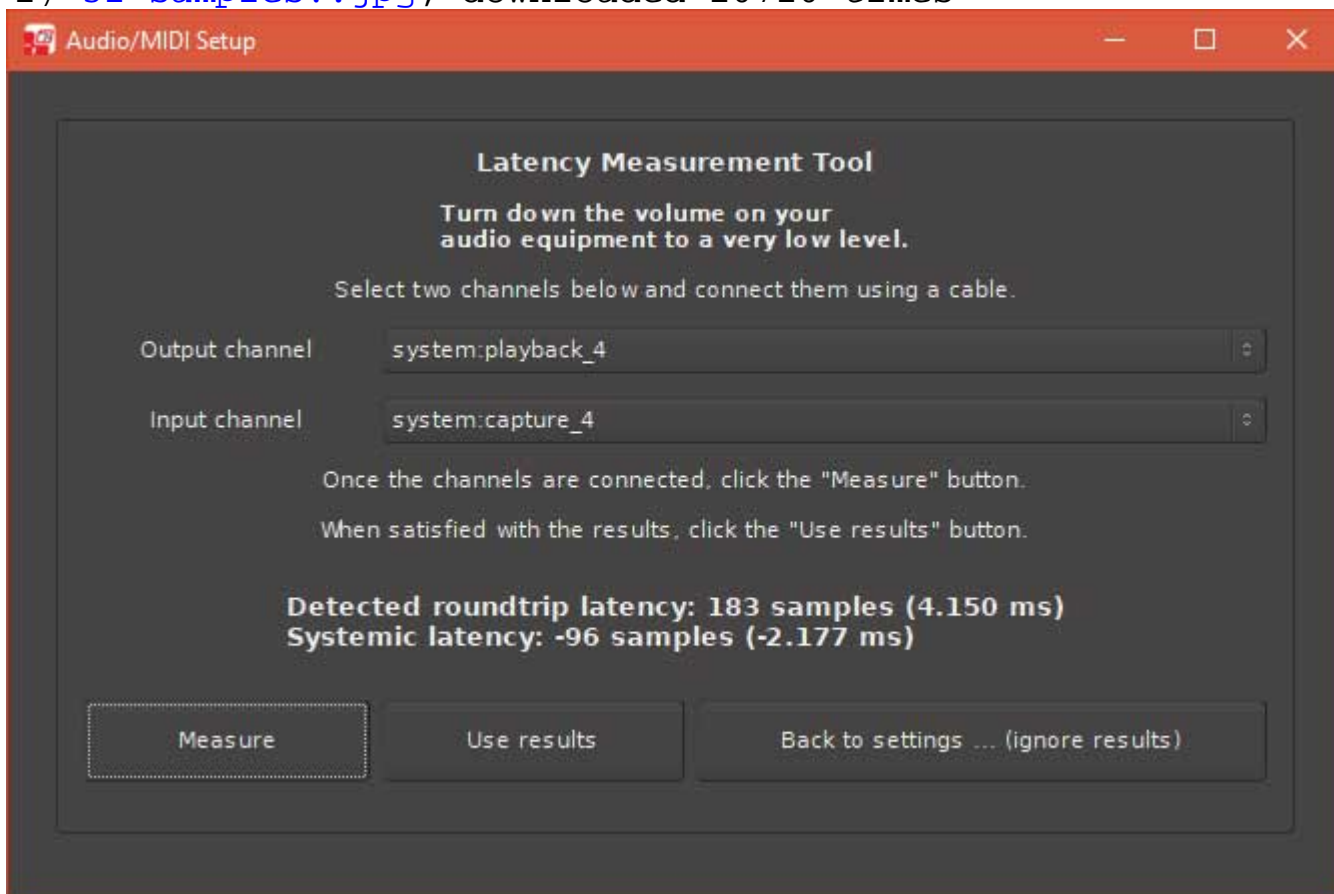 Audio/MIDI Setup
Latency Measurement Tool
Turn down the volume on your
audio equipment to a very low level.
Select two channels below and connect them using a cable.
Output channel system:playback_4
Input channel system:capture_4
Once the channels are connected, click the "Measure" button.
When satisfied with the results, click the "Use results" button.
Detected roundtrip latency: 183 samples (4.150 ms)
Systemic latency: -96 samples (-2.177 ms)
Measure Use results Back to settings ... (ignore results)